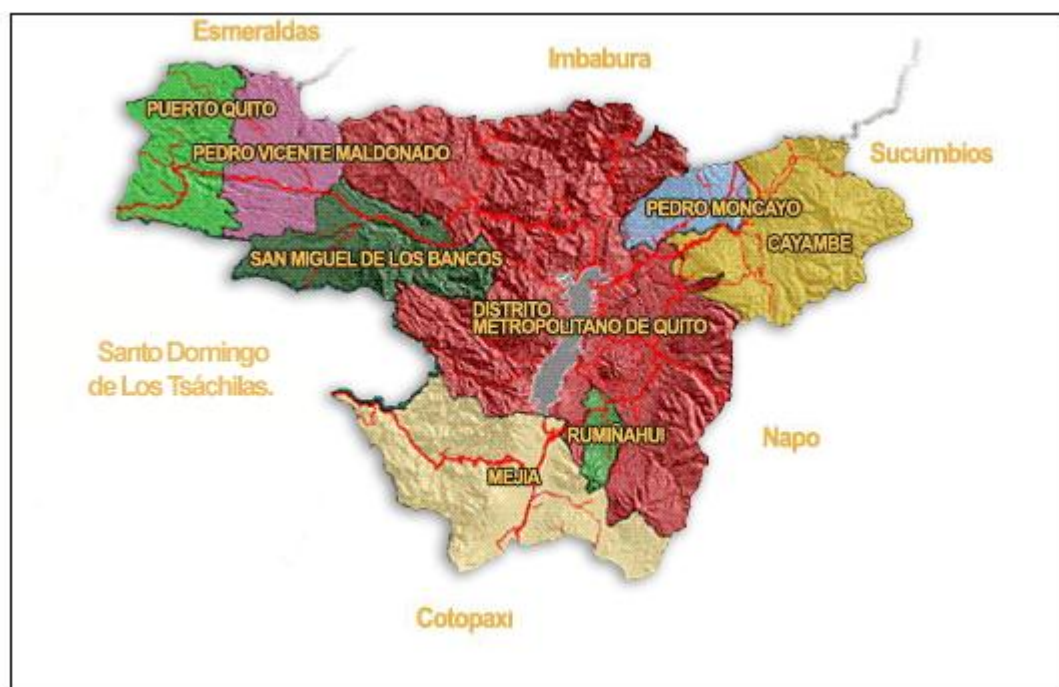 Esmeraldas
Imbabura
PUERTO QUITO
PEDRO VICENTE MALDONADO
Sucumbios
PEDRO MONCAYO
CAYAMBE
SAN MIGUEL DE LOS BANCOS
DISTRITO
METROPOLITANO DE QUITO
Santo Domingo
de Los Tsáchilas.
RUMIÑAHUI
Napo
MEJIA
Cotopaxi